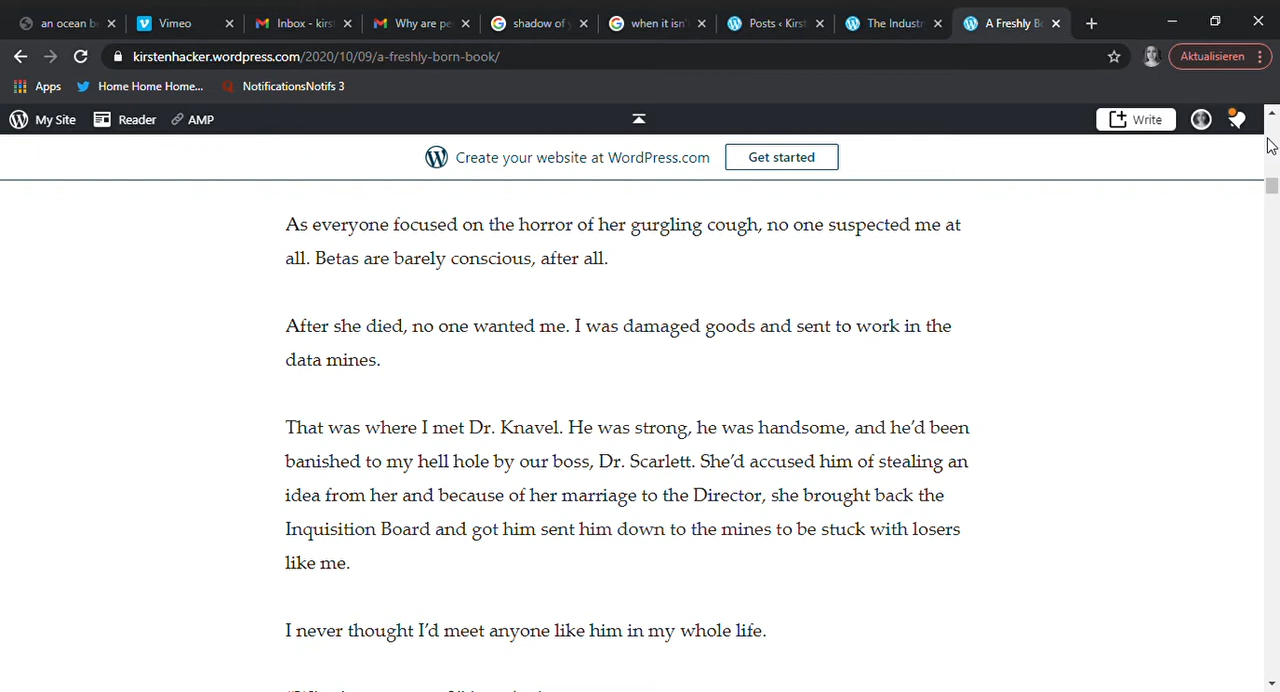 an ocean b
Vimeo
Inbox - kirst
Why are pe
shadow of y
when it isn'
Posts ‹ Kirst
The Industr
A Freshly Bo
kirstenhacker.wordpress.com/2020/10/09/a-freshly-born-book/
Aktualisieren
Apps
Home Home Home...
NotificationsNotifs 3
My Site
Reader
AMP
Write
Create your website at WordPress.com
Get started
As everyone focused on the horror of her gurgling cough, no one suspected me at
all. Betas are barely conscious, after all.
After she died, no one wanted me. I was damaged goods and sent to work in the
data mines.
That was where I met Dr. Knavel. He was strong, he was handsome, and he’d been
banished to my hell hole by our boss, Dr. Scarlett. She’d accused him of stealing an
idea from her and because of her marriage to the Director, she brought back the
Inquisition Board and got him sent him down to the mines to be stuck with losers
like me.
I never thought I’d meet anyone like him in my whole life.